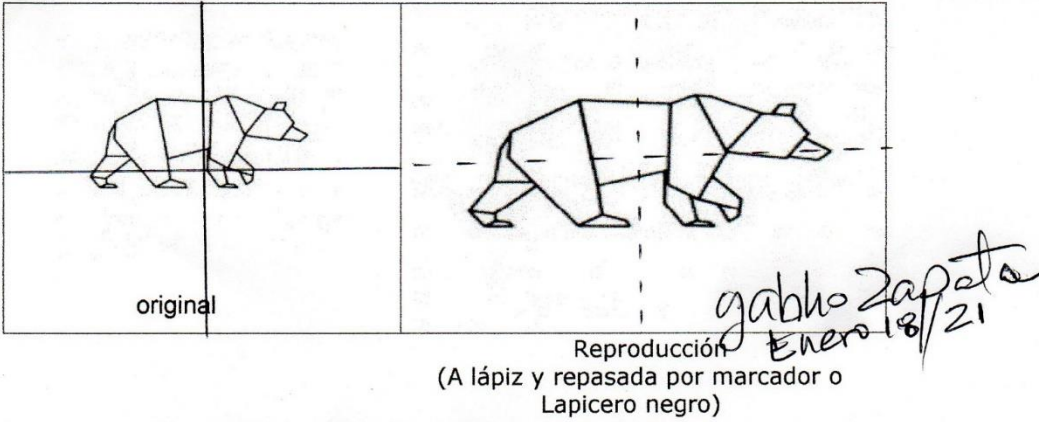 original
gabho Zapata
Enero 18/21
Reproducción
(A lápiz y repasada por marcador o
Lapicero negro)